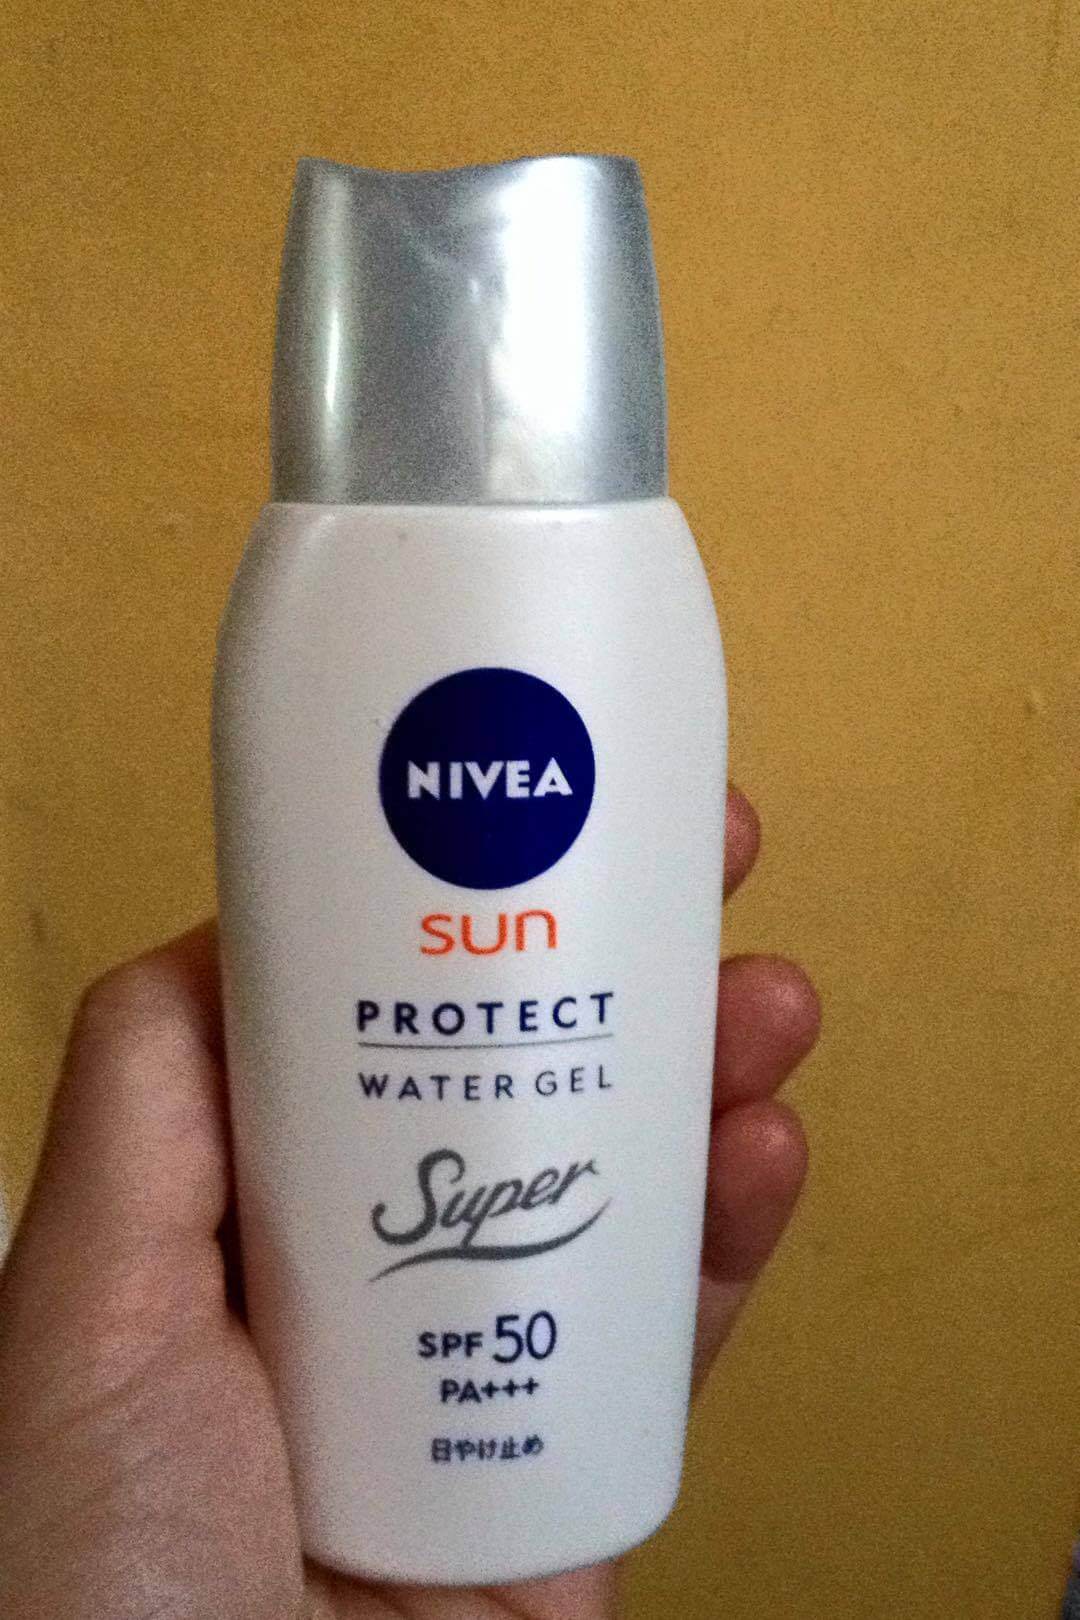 NIVEA
sun
PROTECT
WATER GEL
Super
SPF 50
PA+++
日やけ止め